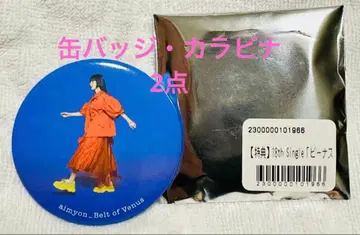 缶バッジ・カラビナ
2点
aimyon_Belt of Venus
2300000101966
【特典】18th Single「ビーナス
2300000101966